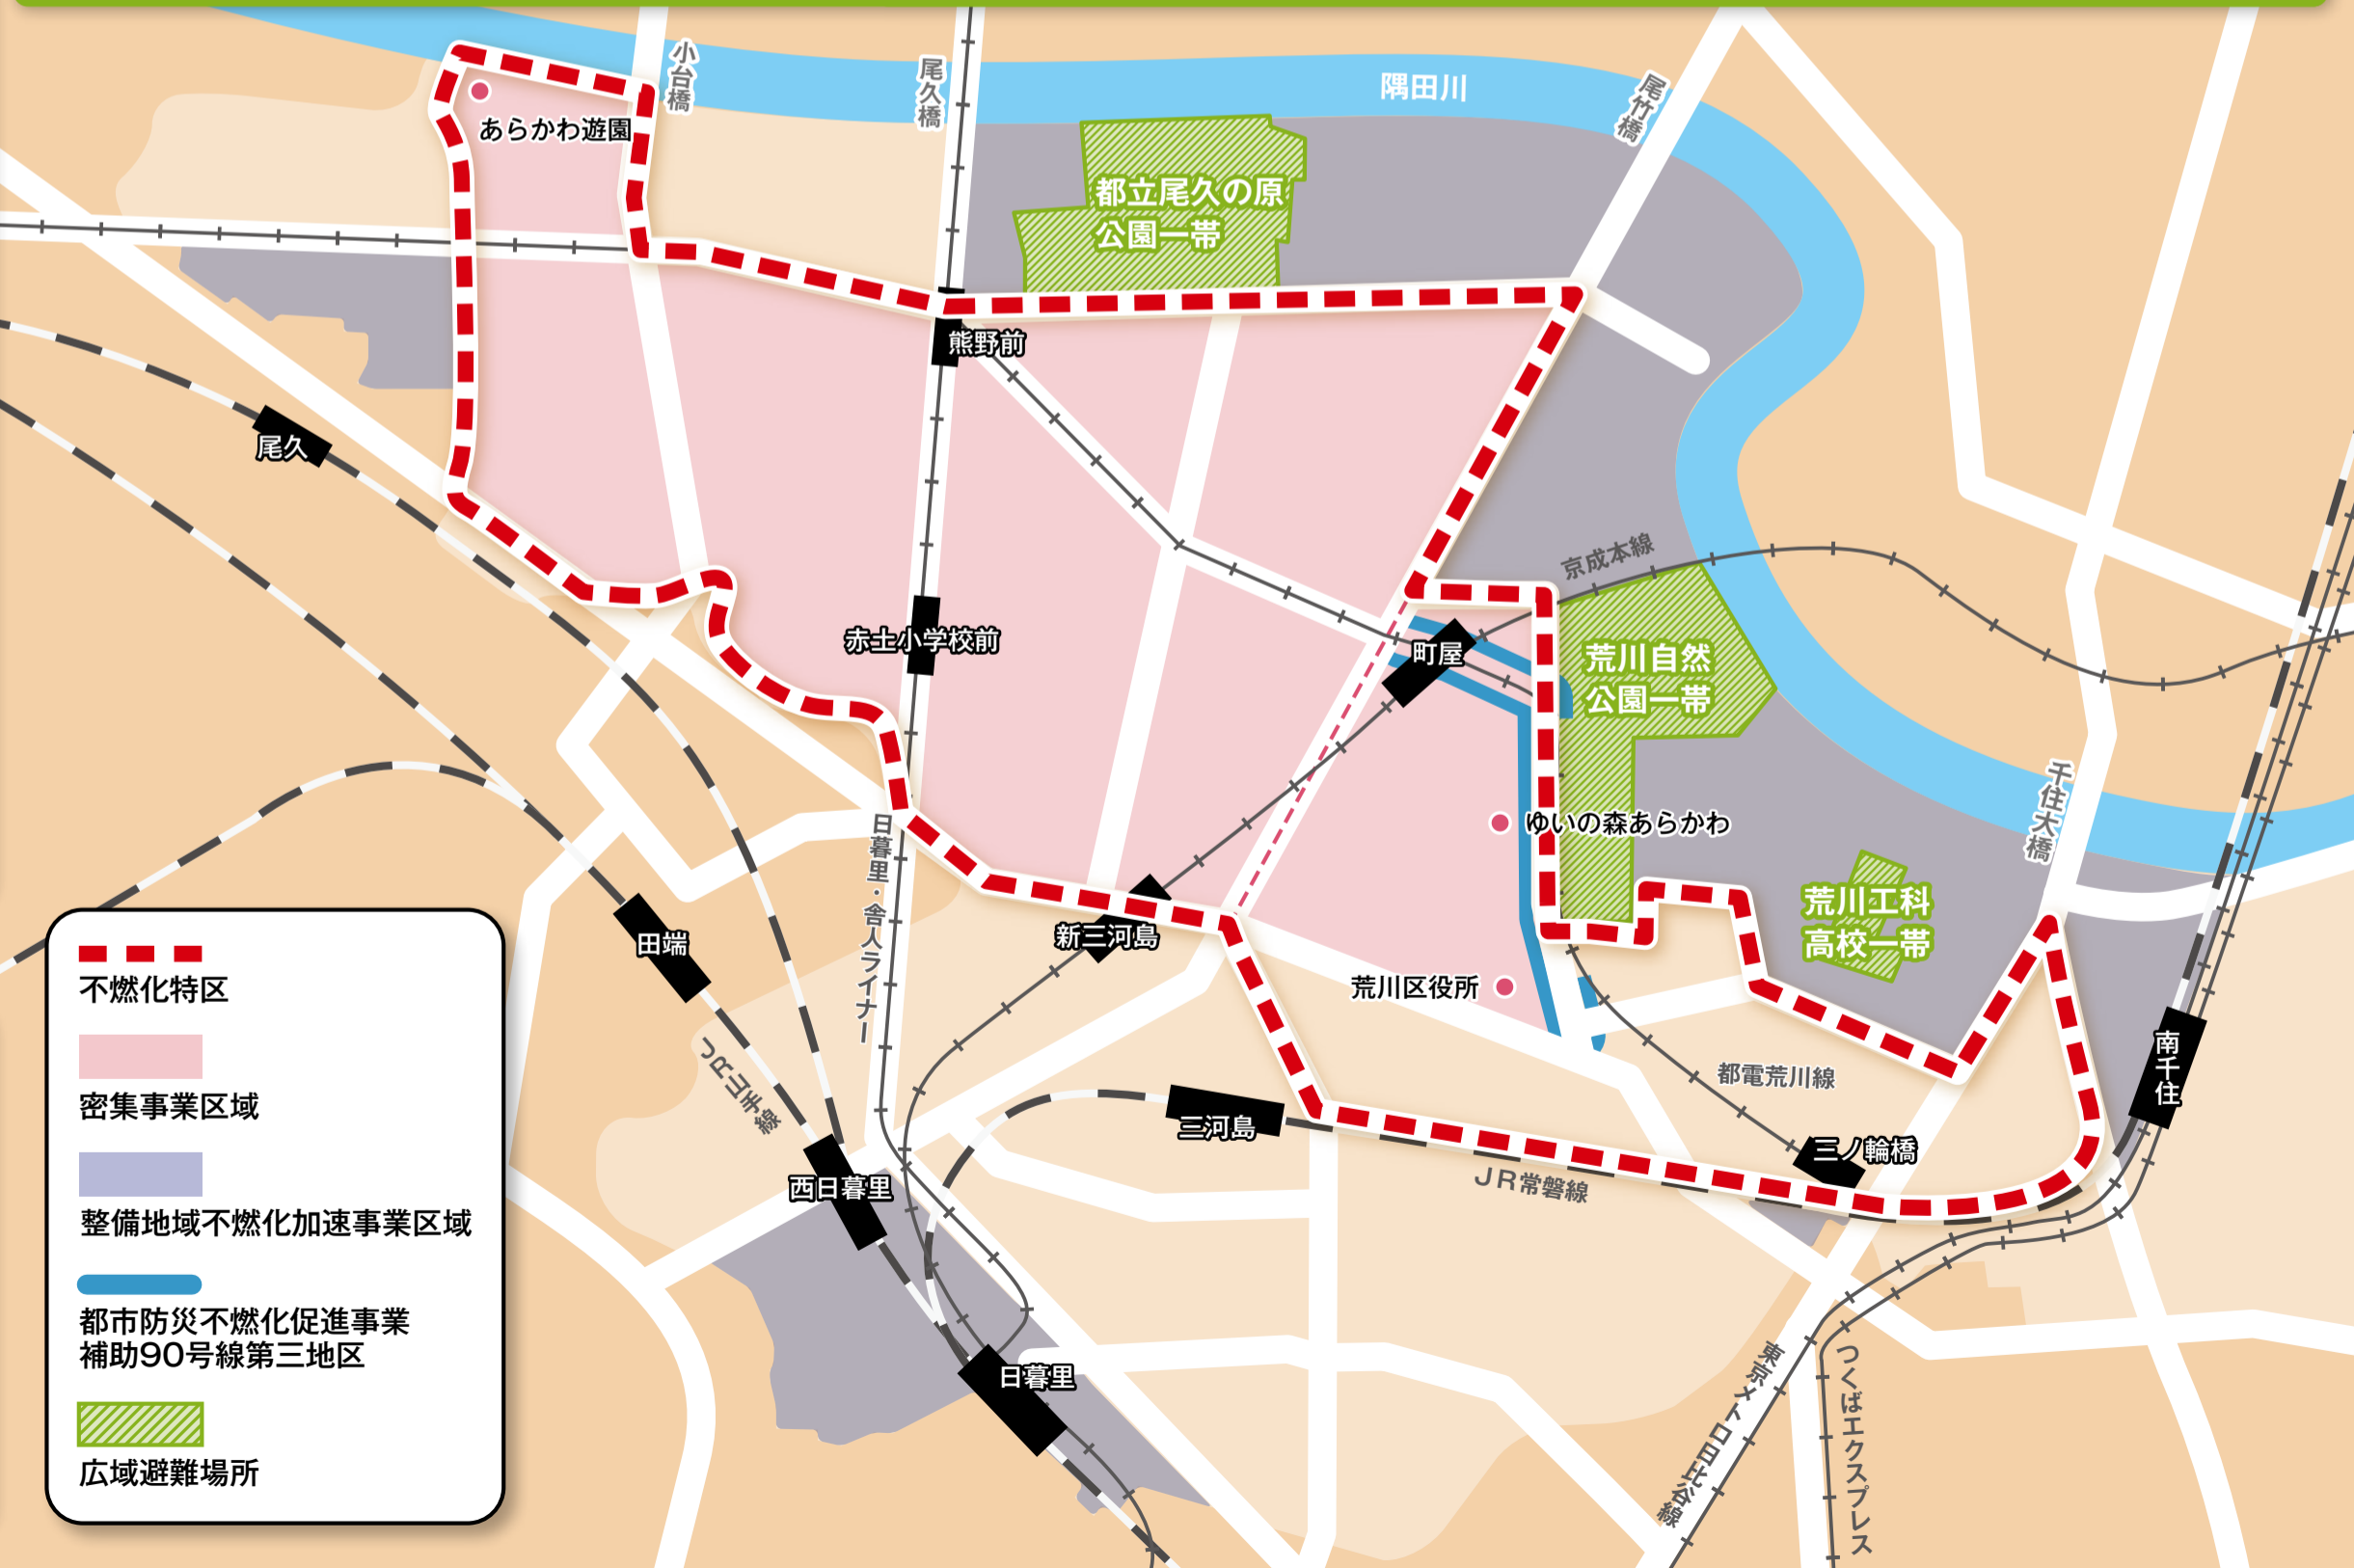 小台橋
尾久橋
隅田川
尾竹橋
あらかわ遊園
都立尾久の原
公園一帯
熊野前
尾久
京成本線
赤土小学校前
町屋
荒川自然
公園一帯
千住大橋
ゆいの森あらかわ
日暮里・舎人ライナー
荒川工科
高校一帯
新三河島
田端
荒川区役所
南千住
都電荒川線
JR山手線
三河島
三ノ輪橋
JR常磐線
西日暮里
日暮里
東京メトロ日比谷線
つくばエクスプレス
不燃化特区
密集事業区域
整備地域不燃化加速事業区域
都市防災不燃化促進事業
補助90号線第三地区
広域避難場所